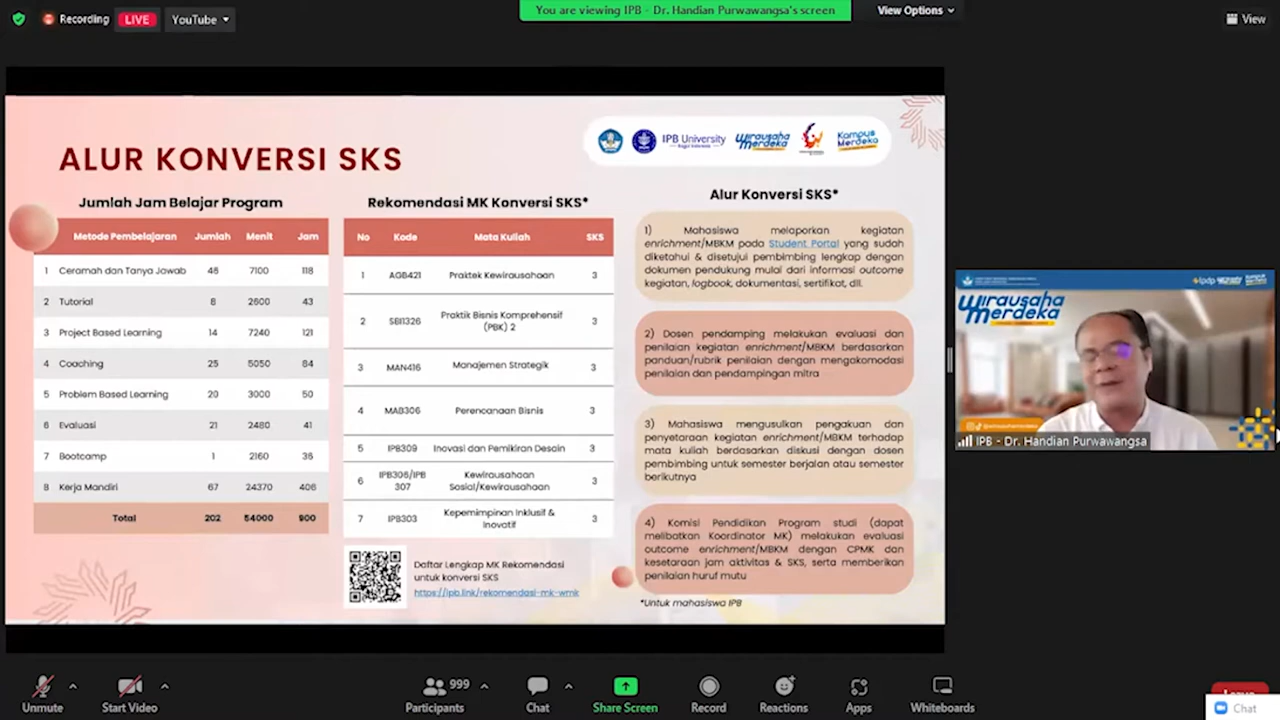 Recording
LIVE
YouTube
You are viewing IPB - Dr. Handian Purwawangsa's screen
View Options
View
ALUR KONVERSI SKS
IPB University
Bogor Indonesia
Wirausaha Merdeka
Kampus Merdeka
Jumlah Jam Belajar Program
Metode Pembelajaran Jumlah Menit Jam
1 Ceramah dan Tanya Jawab 46 7100 118
2 Tutorial 8 2600 43
3 Project Based Learning 14 7240 121
4 Coaching 25 5050 84
5 Problem Based Learning 20 3000 50
6 Evaluasi 21 2480 41
7 Bootcamp 1 2160 36
8 Kerja Mandiri 67 24370 406
Total 202 54000 900
Rekomendasi MK Konversi SKS*
No Kode Mata Kuliah SKS
1 AGB421 Praktek Kewirausahaan 3
2 SBI1326 Praktik Bisnis Komprehensif (PBK) 2 3
3 MAN416 Manajemen Strategik 3
4 MAB306 Perencanaan Bisnis 3
5 IPB309 Inovasi dan Pemikiran Desain 3
6 IPB306/IPB 307 Kewirausahaan Sosial/Kewirausahaan 3
7 IPB303 Kepemimpinan Inklusif & Inovatif 3
Daftar Lengkap MK Rekomendasi
untuk konversi SKS
https://ipb.link/rekomendasi-mk-wmk
Alur Konversi SKS*
1) Mahasiswa melaporkan kegiatan
enrichment/MBKM pada Student Portal yang sudah
diketahui & disetujui pembimbing lengkap dengan
dokumen pendukung mulai dari informasi outcome
kegiatan, logbook, dokumentasi, sertifikat, dll.
2) Dosen pendamping melakukan evaluasi dan
penilaian kegiatan enrichment/MBKM berdasarkan
panduan/rubrik penilaian dengan mengakomodasi
penilaian dan pendampingan mitra
3) Mahasiswa mengusulkan pengakuan dan
penyetaraan kegiatan enrichment/MBKM terhadap
mata kuliah berdasarkan diskusi dengan dosen
pembimbing untuk semester berjalan atau semester
berikutnya
4) Komisi Pendidikan Program studi (dapat
melibatkan Koordinator MK) melakukan evaluasi
outcome enrichment/MBKM dengan CPMK dan
kesetaraan jam aktivitas & SKS, serta memberikan
penilaian huruf mutu
*Untuk mahasiswa IPB
Wirausaha
Merdeka
IPB - Dr. Handian Purwawangsa
Unmute
Start Video
Participants
999
Chat
Share Screen
Record
Reactions
Apps
Whiteboards
Leave
Chat